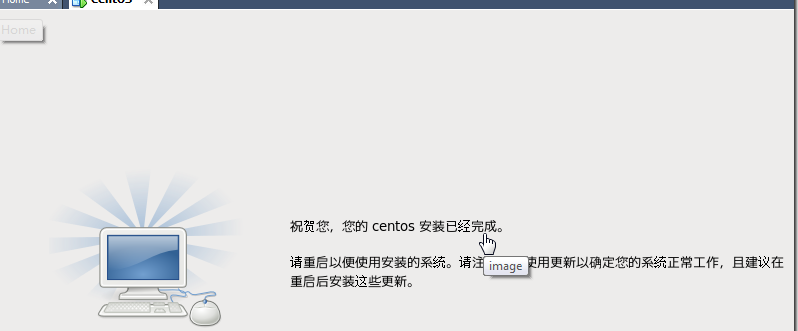 Home
CentOS
Home
祝贺您，您的 centos 安装已经完成。
请重启以便使用安装的系统。请注
使用更新以确定您的系统正常工作，且建议在
image
重启后安装这些更新。